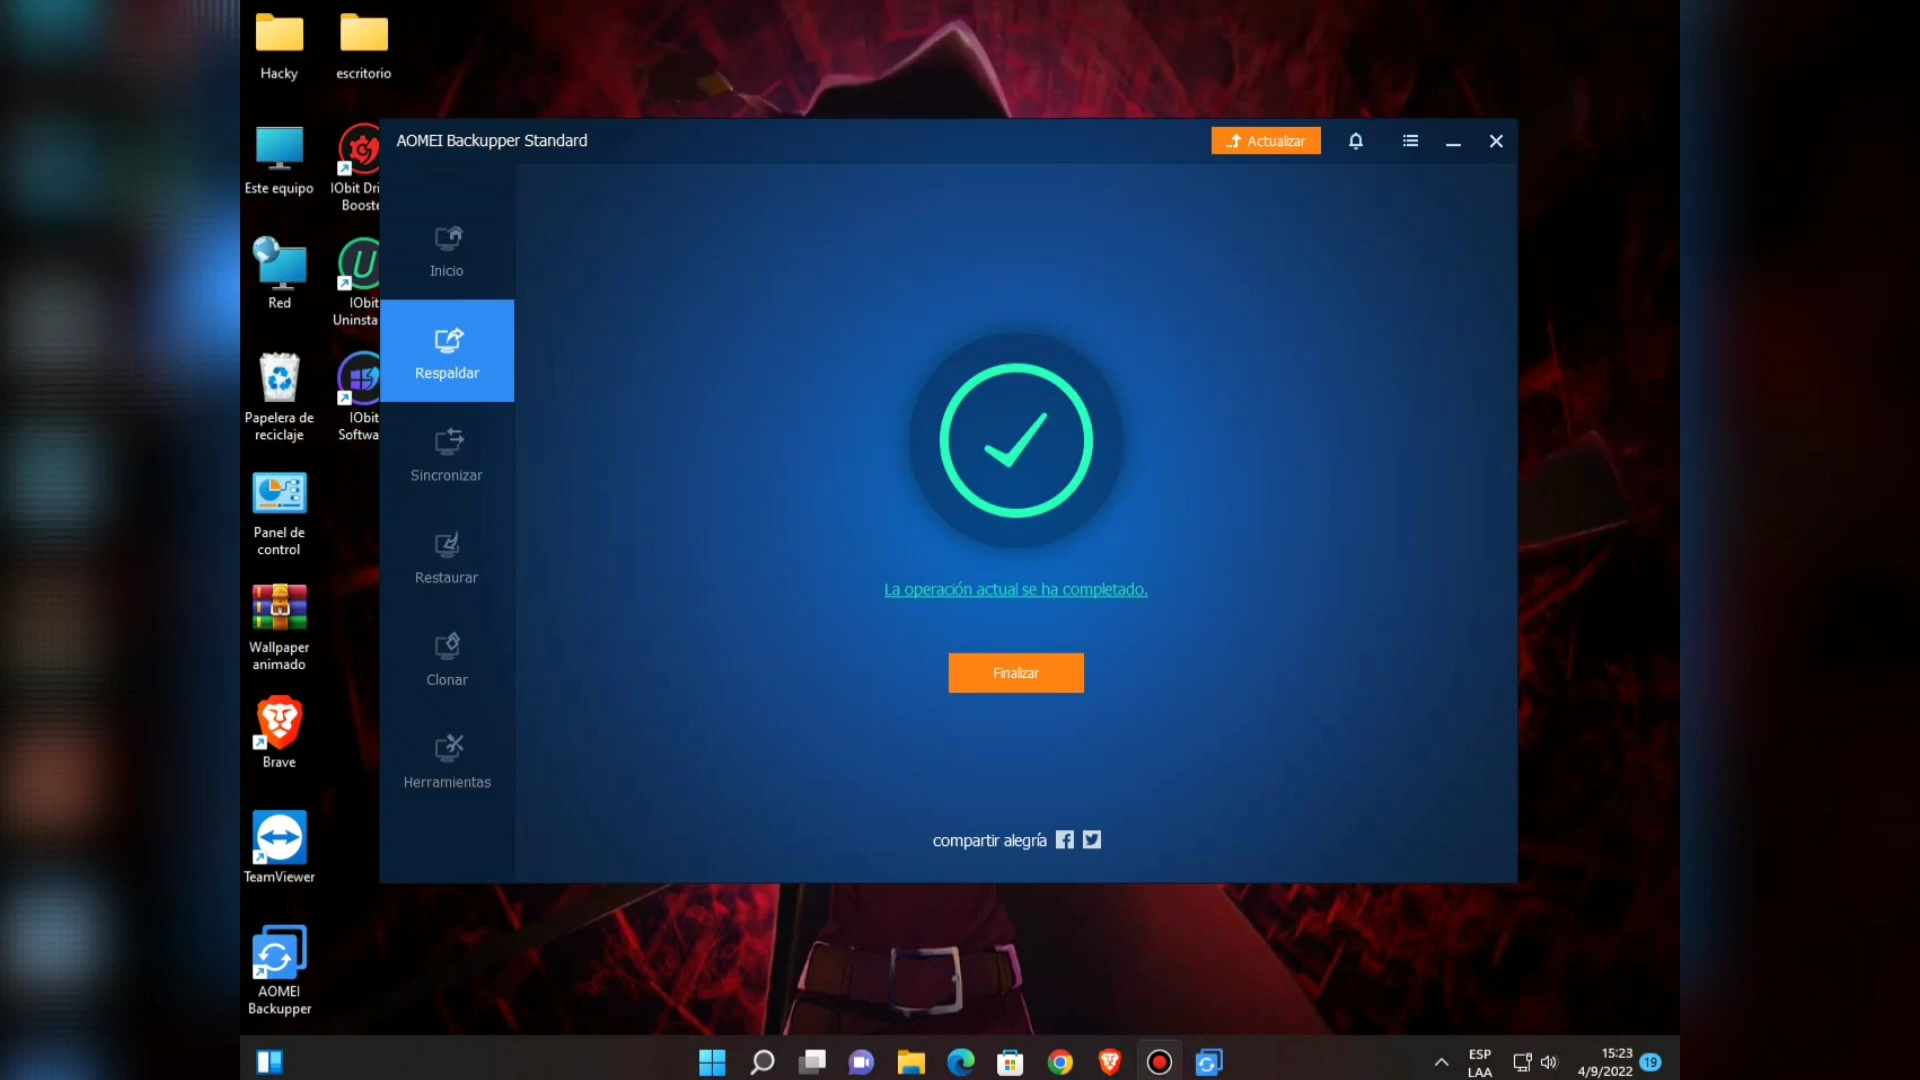 Hacky
escritorio
Este equipo
IObit Dri
Booste
Red
IObit
Uninsta
Papelera de
reciclaje
IObit
Softwa
Panel de
control
Wallpaper
animado
Brave
TeamViewer
AOMEI
Backupper
AOMEI Backupper Standard
Actualizar
Inicio
Respaldar
Sincronizar
Restaurar
Clonar
Herramientas
La operación actual se ha completado.
Finalizar
compartir alegría
ESP
LAA
15:23
4/9/2022
19